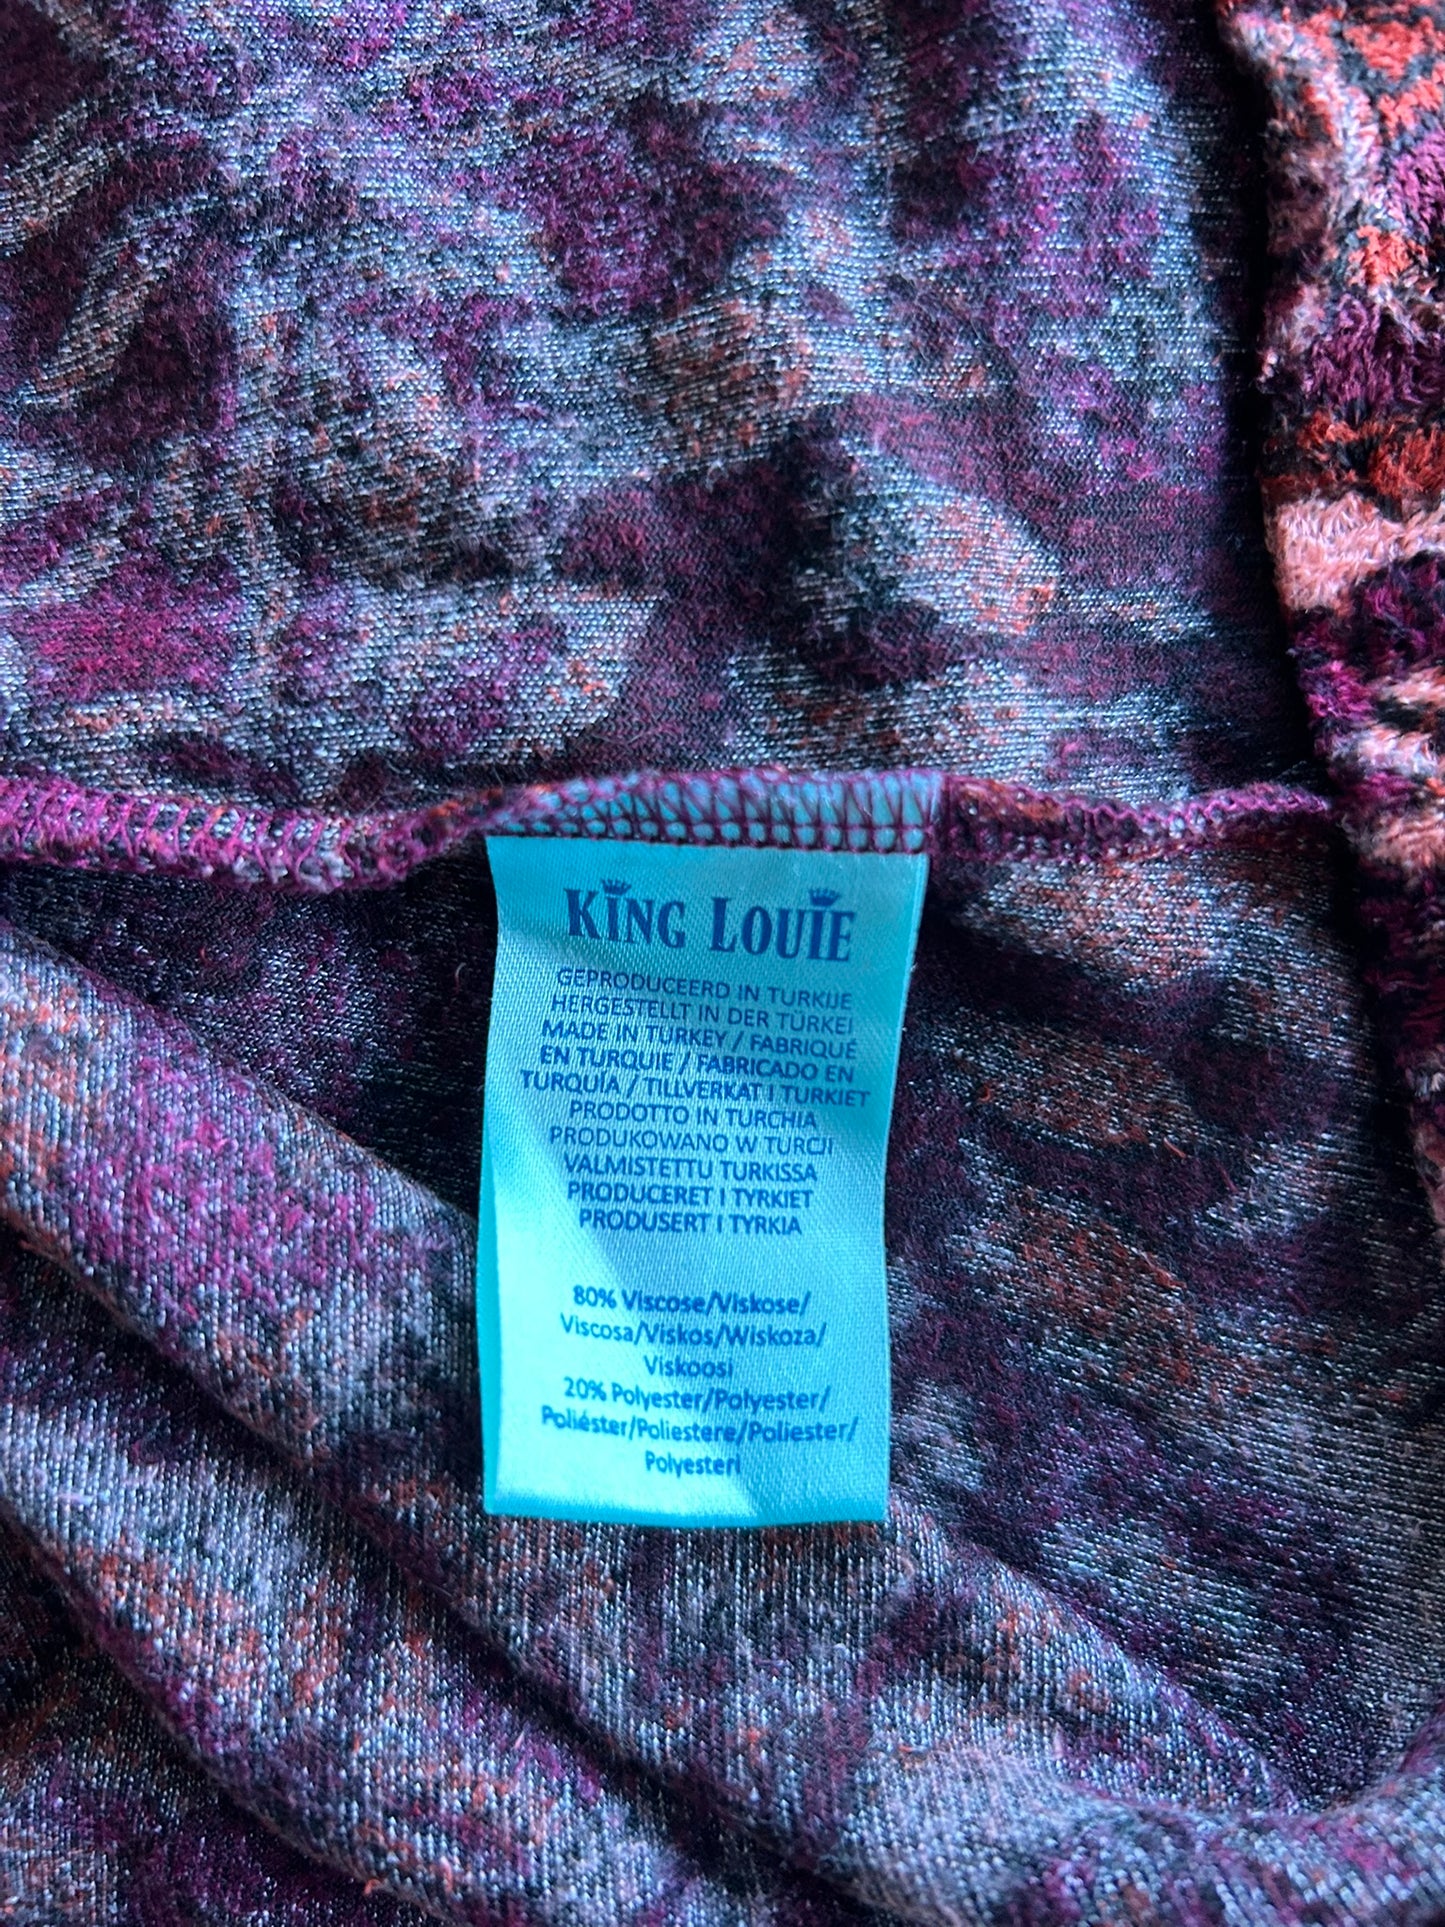 KING LOUIE
GEPRODUCEERD IN TURKIJE
HERGESTELLT IN DER TÜRKEI
MADE IN TURKEY / FABRIQUÉ
EN TURQUIE / FABRICADO EN
TURQUÍA / TILLVERKAT I TURKIET
PRODOTTO IN TURCHIA
PRODUKOWANO W TURCJI
VALMISTETTU TURKISSA
PRODUCERET I TYRKIET
PRODUSERT I TYRKIA
80% Viscose/Viskose/
Viscosa/Viskos/Wiskoza/
Viskoosi
20% Polyester/Polyester/
Poliéster/Poliestere/Poliester/
Polyesteri